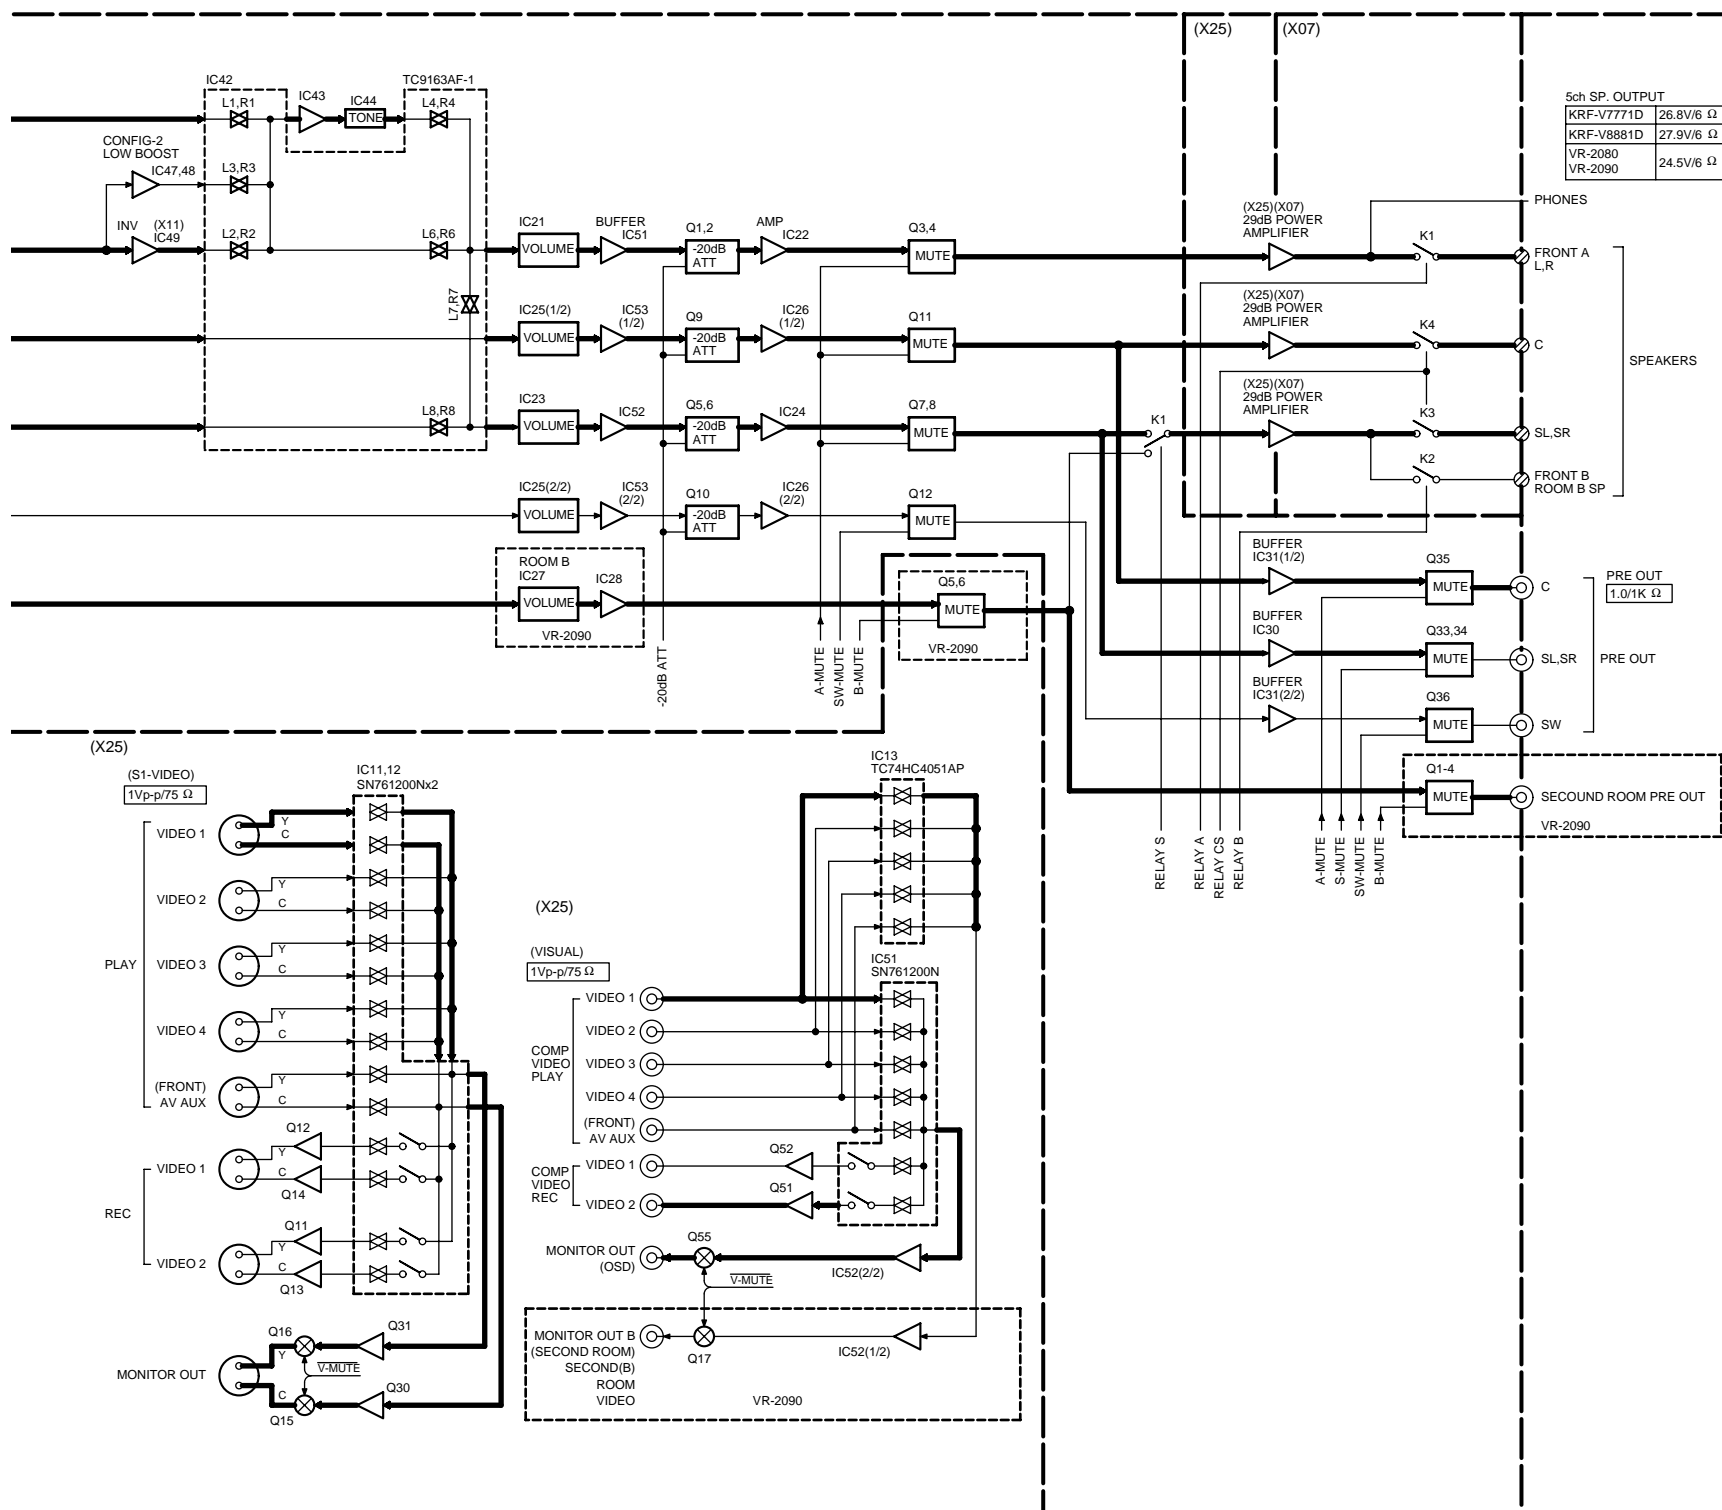 (X25)
(X07)
5ch SP. OUTPUT
KRF-V7771D 26.8V/6 Ω
KRF-V8881D 27.9V/6 Ω
VR-2080
VR-2090
24.5V/6 Ω
IC42
TC9163AF-1
L1,R1
IC43
IC44
TONE
L4,R4
CONFIG-2
LOW BOOST
IC47,48
L3,R3
INV
(X11)
IC49
L2,R2
L6,R6
L7,R7
L8,R8
IC21
VOLUME
BUFFER
IC51
Q1,2
-20dB
ATT
AMP
IC22
Q3,4
MUTE
(X25)(X07)
29dB POWER
AMPLIFIER
K1
PHONES
FRONT A
L,R
IC25(1/2)
VOLUME
IC53
(1/2)
Q9
-20dB
ATT
IC26
(1/2)
Q11
MUTE
(X25)(X07)
29dB POWER
AMPLIFIER
K4
C
SPEAKERS
IC23
VOLUME
IC52
Q5,6
-20dB
ATT
IC24
Q7,8
MUTE
K1
(X25)(X07)
29dB POWER
AMPLIFIER
K3
SL,SR
K2
FRONT B
ROOM B SP
IC25(2/2)
VOLUME
IC53
(2/2)
Q10
-20dB
ATT
IC26
(2/2)
Q12
MUTE
ROOM B
IC27
VOLUME
IC28
VR-2090
Q5,6
MUTE
VR-2090
-20dB ATT
A-MUTE
SW-MUTE
B-MUTE
BUFFER
IC31(1/2)
Q35
MUTE
C
PRE OUT
1.0/1K Ω
BUFFER
IC30
Q33,34
MUTE
SL,SR
PRE OUT
BUFFER
IC31(2/2)
Q36
MUTE
SW
Q1-4
MUTE
SECOUND ROOM PRE OUT
VR-2090
RELAY S
RELAY A
RELAY CS
RELAY B
A-MUTE
S-MUTE
SW-MUTE
B-MUTE
(X25)
(S1-VIDEO)
1Vp-p/75 Ω
IC11,12
SN761200Nx2
PLAY
VIDEO 1
Y
C
VIDEO 2
Y
C
VIDEO 3
Y
C
VIDEO 4
Y
C
(FRONT)
AV AUX
Y
C
REC
VIDEO 1
Q12
Y
C
Q14
VIDEO 2
Q11
Y
C
Q13
MONITOR OUT
Q16
Y
Q31
V-MUTE
C
Q15
Q30
(X25)
(VISUAL)
1Vp-p/75 Ω
IC13
TC74HC4051AP
IC51
SN761200N
COMP
VIDEO
PLAY
VIDEO 1
VIDEO 2
VIDEO 3
VIDEO 4
(FRONT)
AV AUX
COMP
VIDEO
REC
VIDEO 1
Q52
VIDEO 2
Q51
MONITOR OUT
(OSD)
Q55
IC52(2/2)
V-MUTE
MONITOR OUT B
(SECOND ROOM)
SECOND(B)
ROOM
VIDEO
Q17
IC52(1/2)
VR-2090